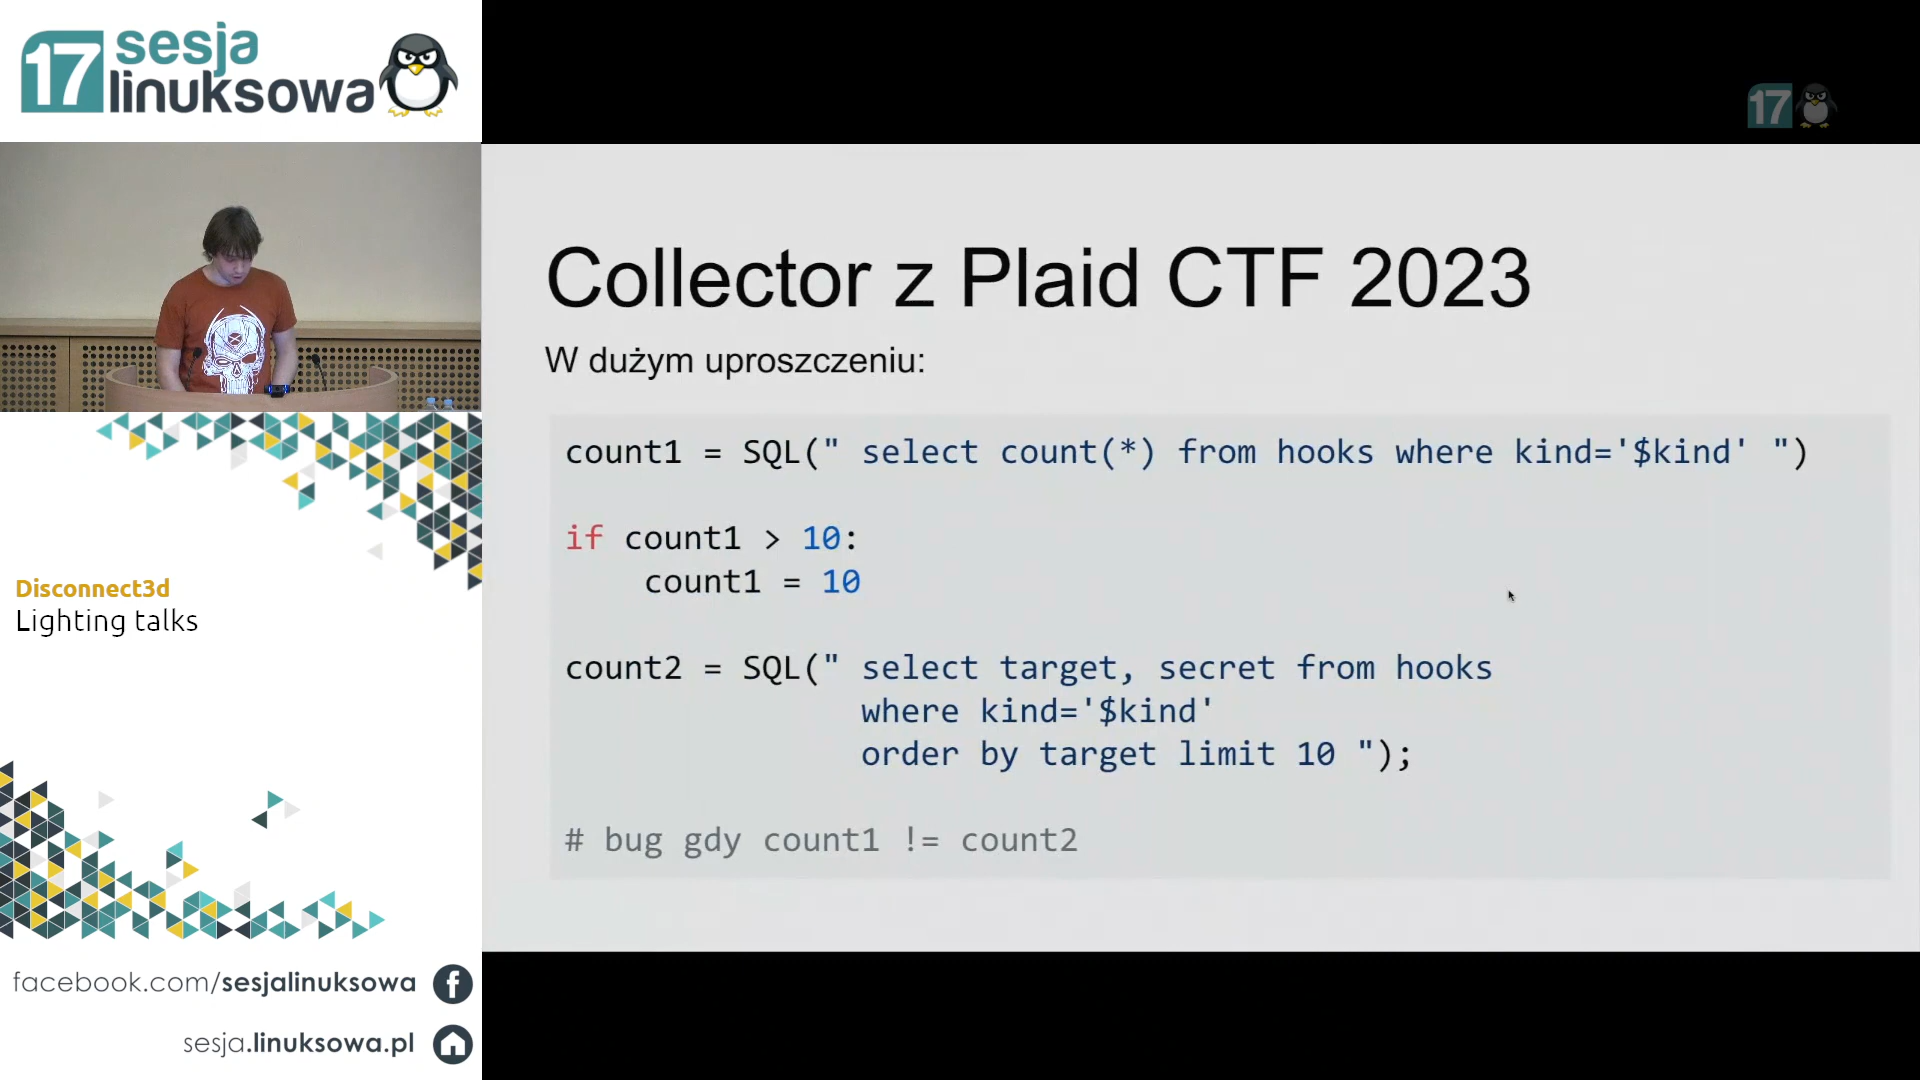 17 sesja
linuksowa
17
Collector z Plaid CTF 2023
W dużym uproszczeniu:
count1 = SQL(" select count(*) from hooks where kind='$kind' ")
if count1 > 10:
count1 = 10
count2 = SQL(" select target, secret from hooks
where kind='$kind'
order by target limit 10 ");
# bug gdy count1 != count2
Disconnect3d
Lighting talks
facebook.com/sesjalinuksowa
sesja.linuksowa.pl